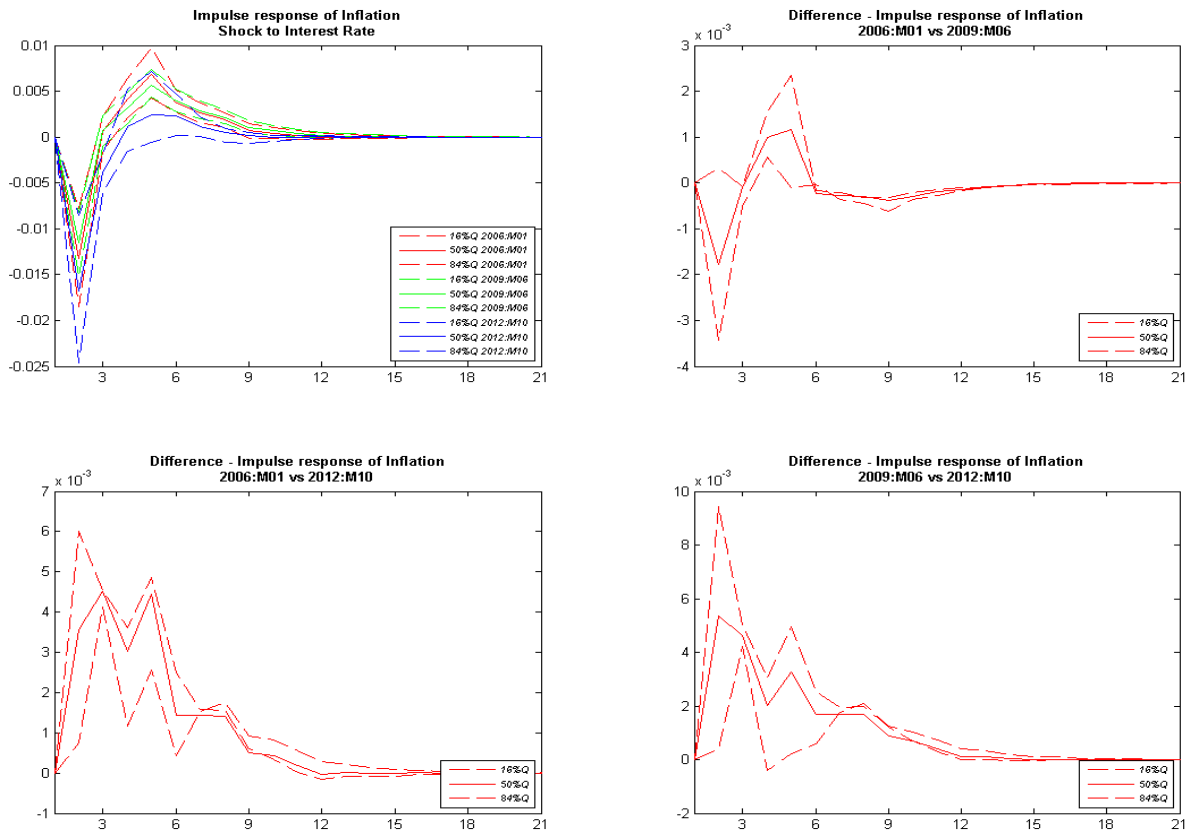 Impulse response of Inflation
Shock to Interest Rate
0.01
0.005
0
-0.005
-0.01
-0.015
-0.02
-0.025
3
6
9
12
15
18
21
16%Q 2006:M01
50%Q 2006:M01
84%Q 2006:M01
16%Q 2009:M06
50%Q 2009:M06
84%Q 2009:M06
16%Q 2012:M10
50%Q 2012:M10
84%Q 2012:M10
Difference - Impulse response of Inflation
2006:M01 vs 2009:M06
x 10-3
3
2
1
0
-1
-2
-3
-4
3
6
9
12
15
18
21
16%Q
50%Q
84%Q
Difference - Impulse response of Inflation
2006:M01 vs 2012:M10
x 10-3
7
6
5
4
3
2
1
0
-1
3
6
9
12
15
18
21
16%Q
50%Q
84%Q
Difference - Impulse response of Inflation
2009:M06 vs 2012:M10
x 10-3
10
8
6
4
2
0
-2
3
6
9
12
15
18
21
16%Q
50%Q
84%Q